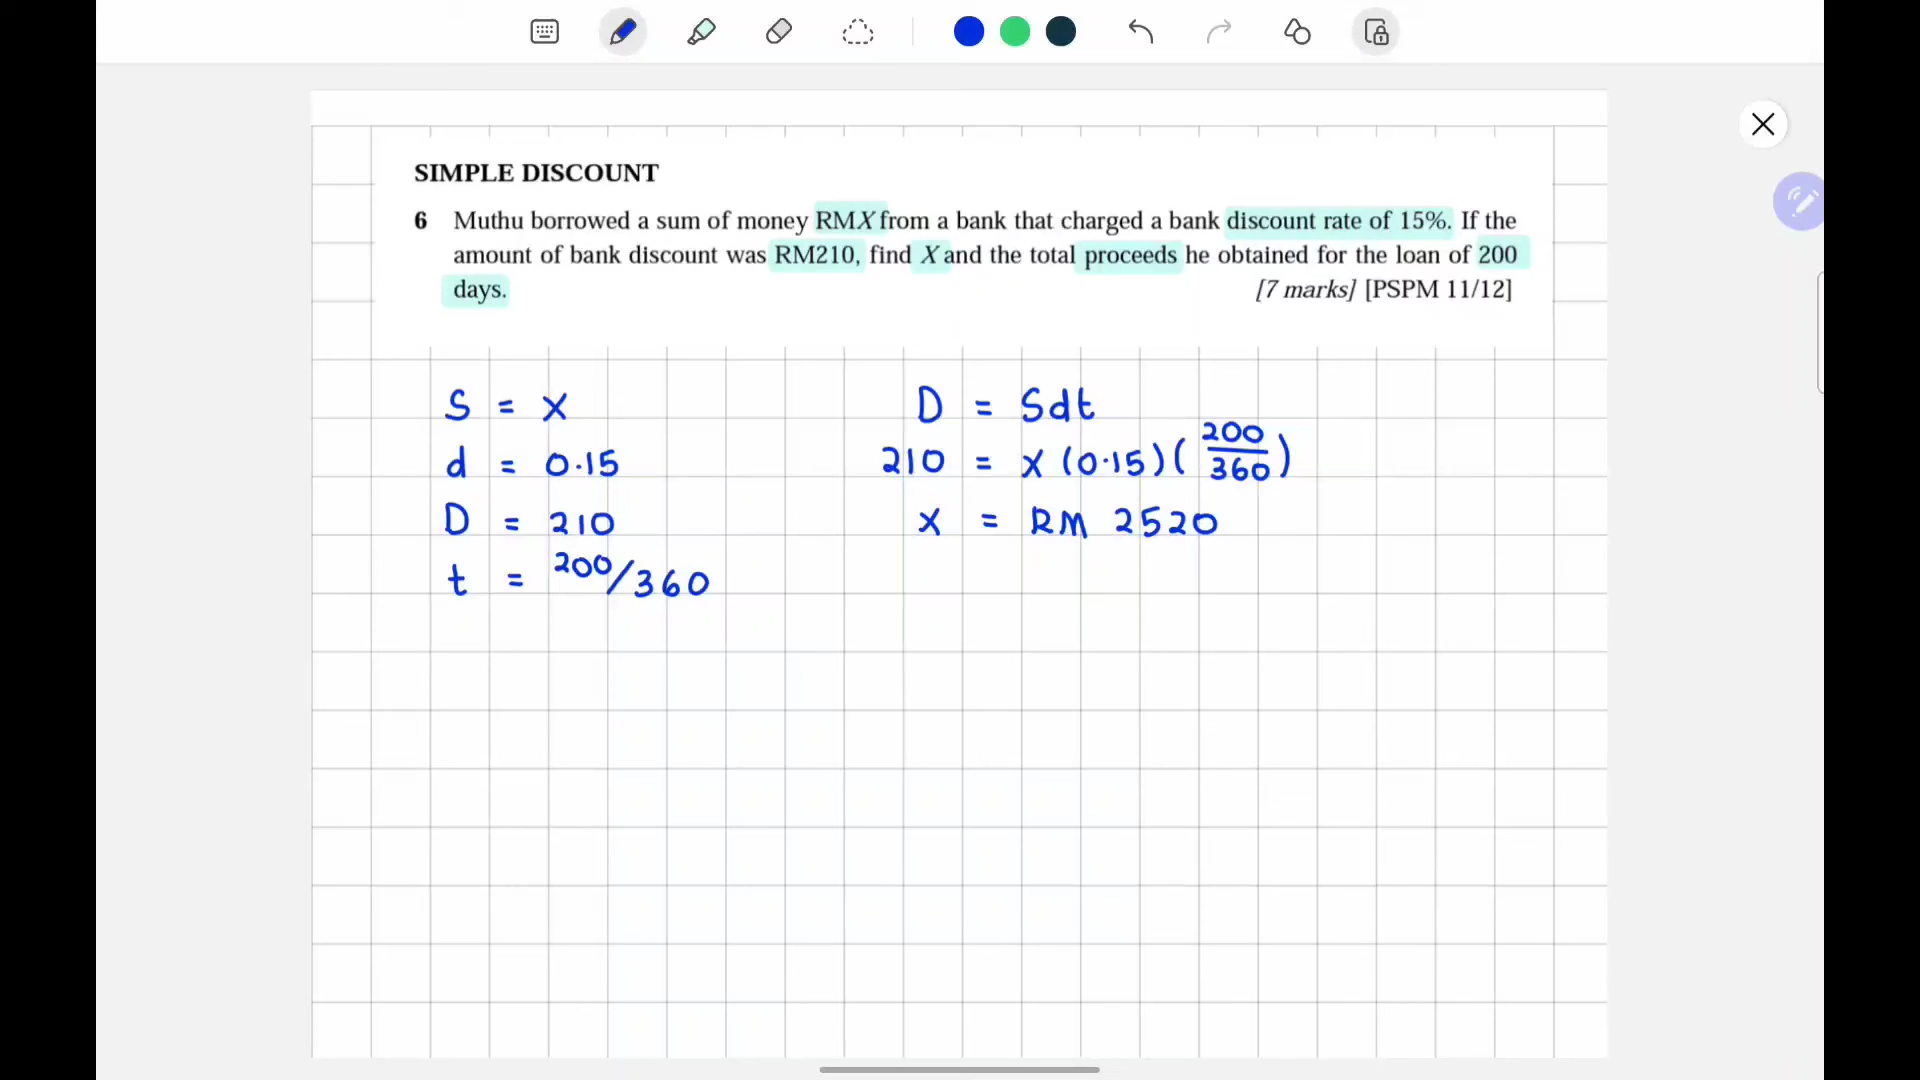 SIMPLE DISCOUNT
6 Muthu borrowed a sum of money RMX from a bank that charged a bank discount rate of 15%. If the
amount of bank discount was RM210, find X and the total proceeds he obtained for the loan of 200
days. [7 marks] [PSPM 11/12]
S = X
d = 0.15
D = 210
t = 200/360
D = Sdt
210 = X (0.15)(200/360)
X = RM 2520